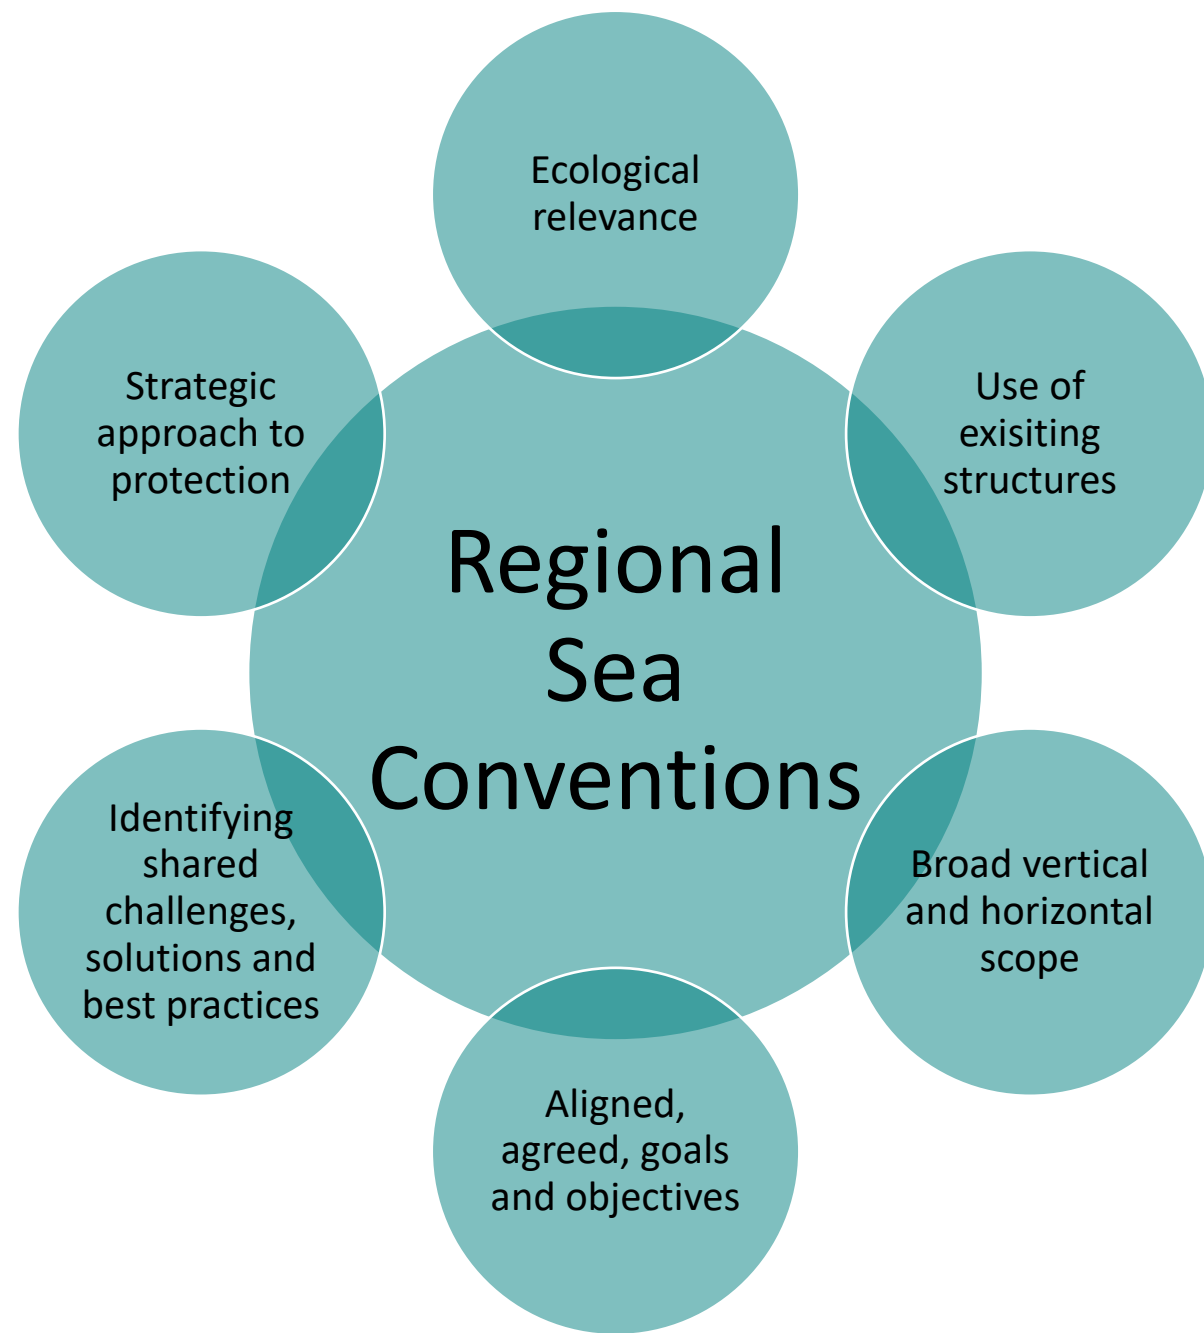 Ecological
relevance
Use of
exisiting
structures
Broad vertical
and horizontal
scope
Aligned,
agreed, goals
and objectives
Identifying
shared
challenges,
solutions and
best practices
Strategic
approach to
protection
Regional
Sea
Conventions